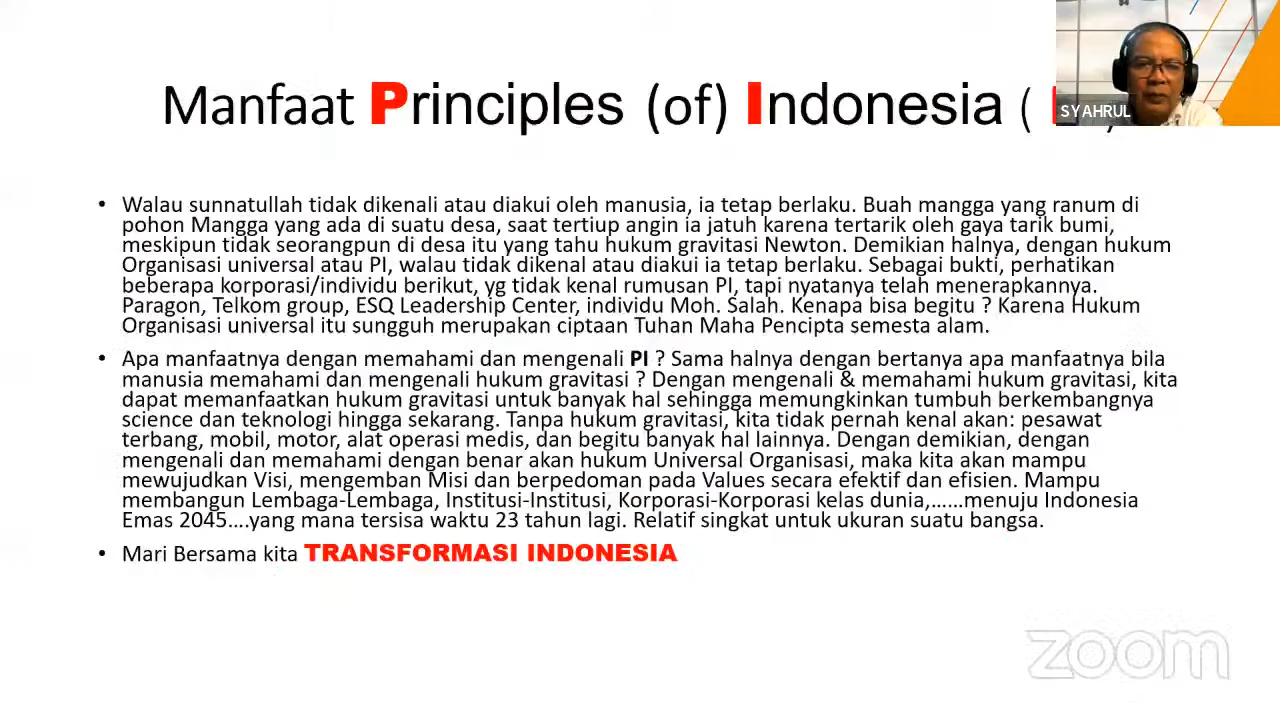 Manfaat Principles (of) Indonesia (
SYAHRUL
• Walau sunnatullah tidak dikenali atau diakui oleh manusia, ia tetap berlaku. Buah mangga yang ranum di
pohon Mangga yang ada di suatu desa, saat tertiup angin ia jatuh karena tertarik oleh gaya tarik bumi,
meskipun tidak seorangpun di desa itu yang tahu hukum gravitasi Newton. Demikian halnya, dengan hukum
Organisasi universal atau PI, walau tidak dikenal atau diakui ia tetap berlaku. Sebagai bukti, perhatikan
beberapa korporasi/individu berikut, yg tidak kenal rumusan PI, tapi nyatanya telah menerapkannya.
Paragon, Telkom group, ESQ Leadership Center, individu Moh. Salah. Kenapa bisa begitu ? Karena Hukum
Organisasi universal itu sungguh merupakan ciptaan Tuhan Maha Pencipta semesta alam.
• Apa manfaatnya dengan memahami dan mengenali PI ? Sama halnya dengan bertanya apa manfaatnya bila
manusia memahami dan mengenali hukum gravitasi ? Dengan mengenali & memahami hukum gravitasi, kita
dapat memanfaatkan hukum gravitasi untuk banyak hal sehingga memungkinkan tumbuh berkembangnya
science dan teknologi hingga sekarang. Tanpa hukum gravitasi, kita tidak pernah kenal akan: pesawat
terbang, mobil, motor, alat operasi medis, dan begitu banyak hal lainnya. Dengan demikian, dengan
mengenali dan memahami dengan benar akan hukum Universal Organisasi, maka kita akan mampu
mewujudkan Visi, mengemban Misi dan berpedoman pada Values secara efektif dan efisien. Mampu
membangun Lembaga-Lembaga, Institusi-Institusi, Korporasi-Korporasi kelas dunia,......menuju Indonesia
Emas 2045....yang mana tersisa waktu 23 tahun lagi. Relatif singkat untuk ukuran suatu bangsa.
• Mari Bersama kita TRANSFORMASI INDONESIA
zoom